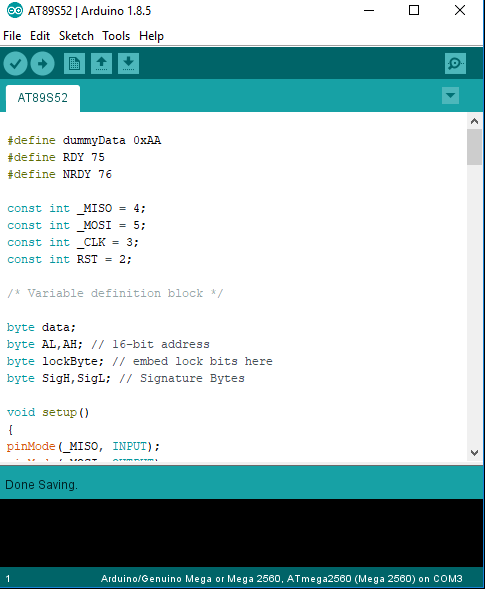 AT89S52 | Arduino 1.8.5
File Edit Sketch Tools Help
AT89S52
#define dummyData 0xAA
#define RDY 75
#define NRDY 76
const int _MISO = 4;
const int _MOSI = 5;
const int _CLK = 3;
const int RST = 2;
/* Variable definition block */
byte data;
byte AL,AH; // 16-bit address
byte lockByte; // embed lock bits here
byte SigH,SigL; // Signature Bytes
void setup()
{
pinMode(_MISO, INPUT);
Done Saving.
1 Arduino/Genuino Mega or Mega 2560, ATmega2560 (Mega 2560) on COM3